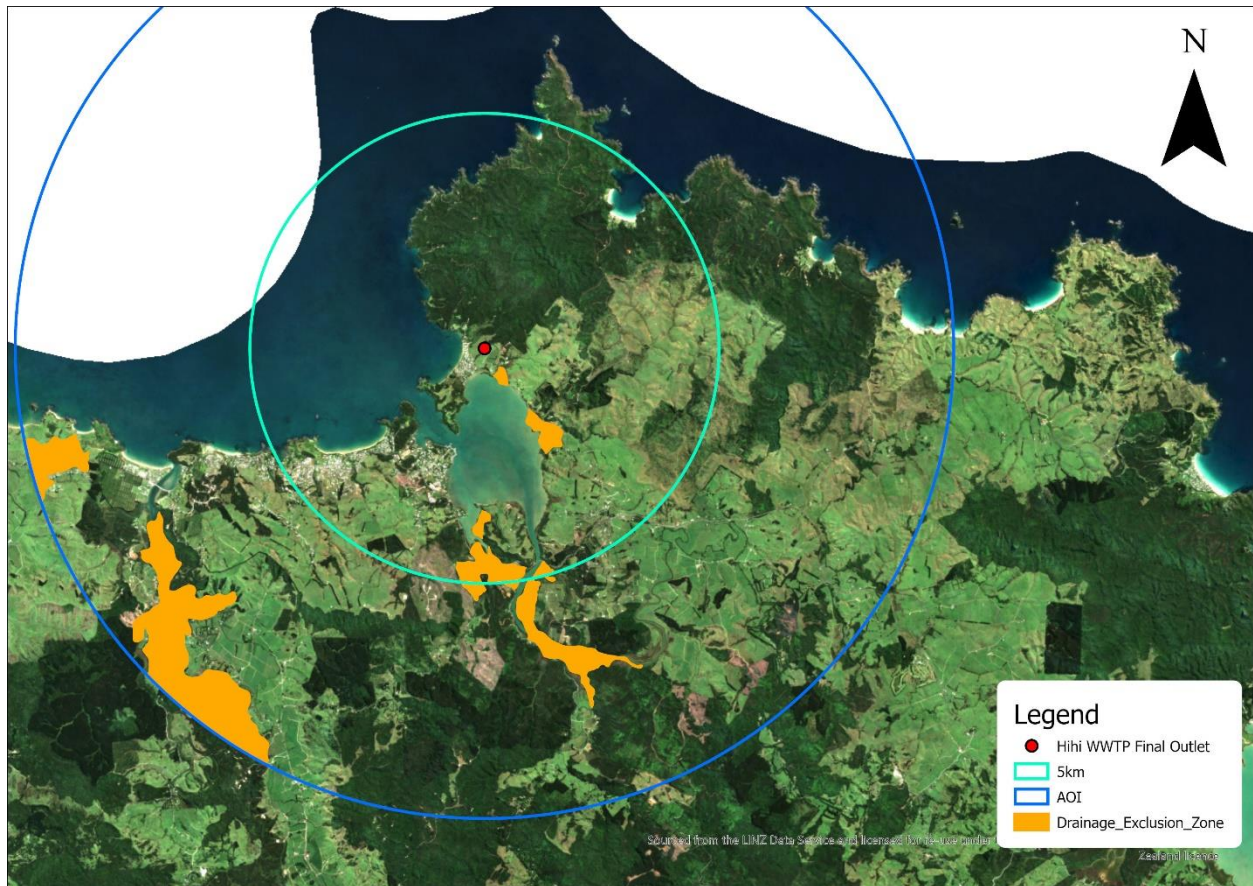 N
Legend
Hihi WWTP Final Outlet
5km
AOI
Drainage_Exclusion_Zone
Sourced from the LINZ Data Service and licensed for re-use under
Zealand licence